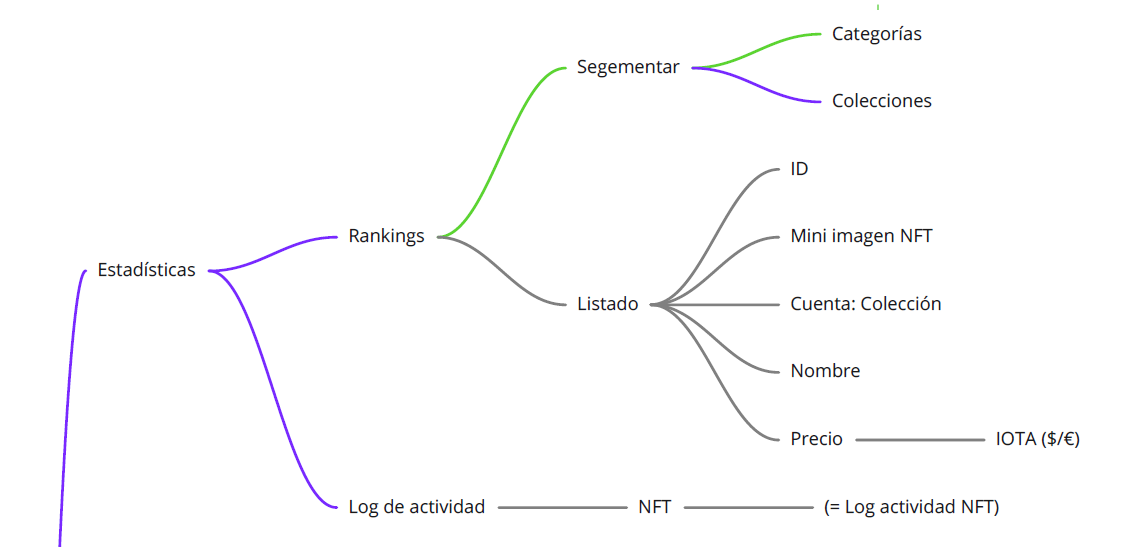 Categorías
Segementar
Colecciones
ID
Rankings
Mini imagen NFT
Estadísticas
Listado
Cuenta: Colección
Nombre
Precio
IOTA ($/€)
Log de actividad
NFT
(= Log actividad NFT)